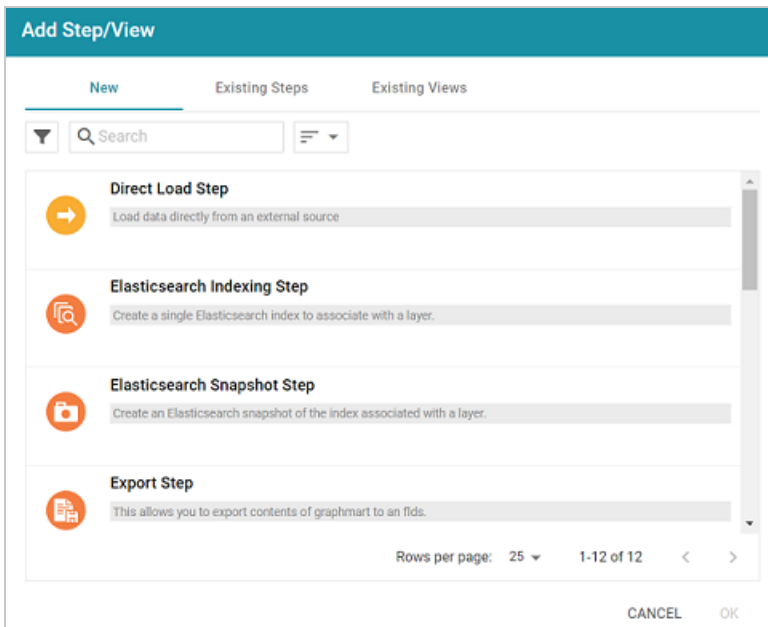 Add Step/View
New Existing Steps Existing Views
Search
Direct Load Step
Load data directly from an external source
Elasticsearch Indexing Step
Create a single Elasticsearch index to associate with a layer.
Elasticsearch Snapshot Step
Create an Elasticsearch snapshot of the index associated with a layer.
Export Step
This allows you to export contents of graphmart to an flds.
Rows per page: 25 1-12 of 12
CANCEL OK